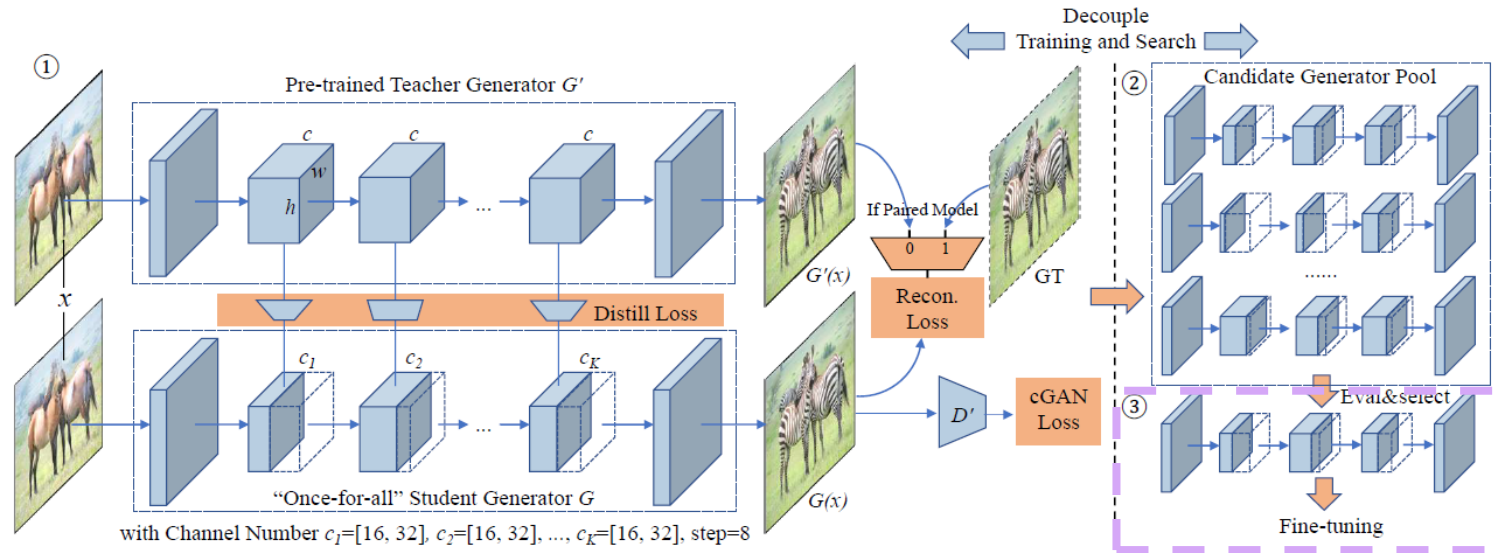 ①
Pre-trained Teacher Generator G′
c
c
c
w
h
...
x
G′(x)
If Paired Model
0 1
GT
Recon.
Loss
Distill Loss
c₁
c₂
c_K
...
"Once-for-all" Student Generator G
with Channel Number c₁=[16, 32], c₂=[16, 32], ..., c_K=[16, 32], step=8
G(x)
D′
cGAN
Loss
Decouple
Training and Search
②
Candidate Generator Pool
......
Eval&select
③
Fine-tuning